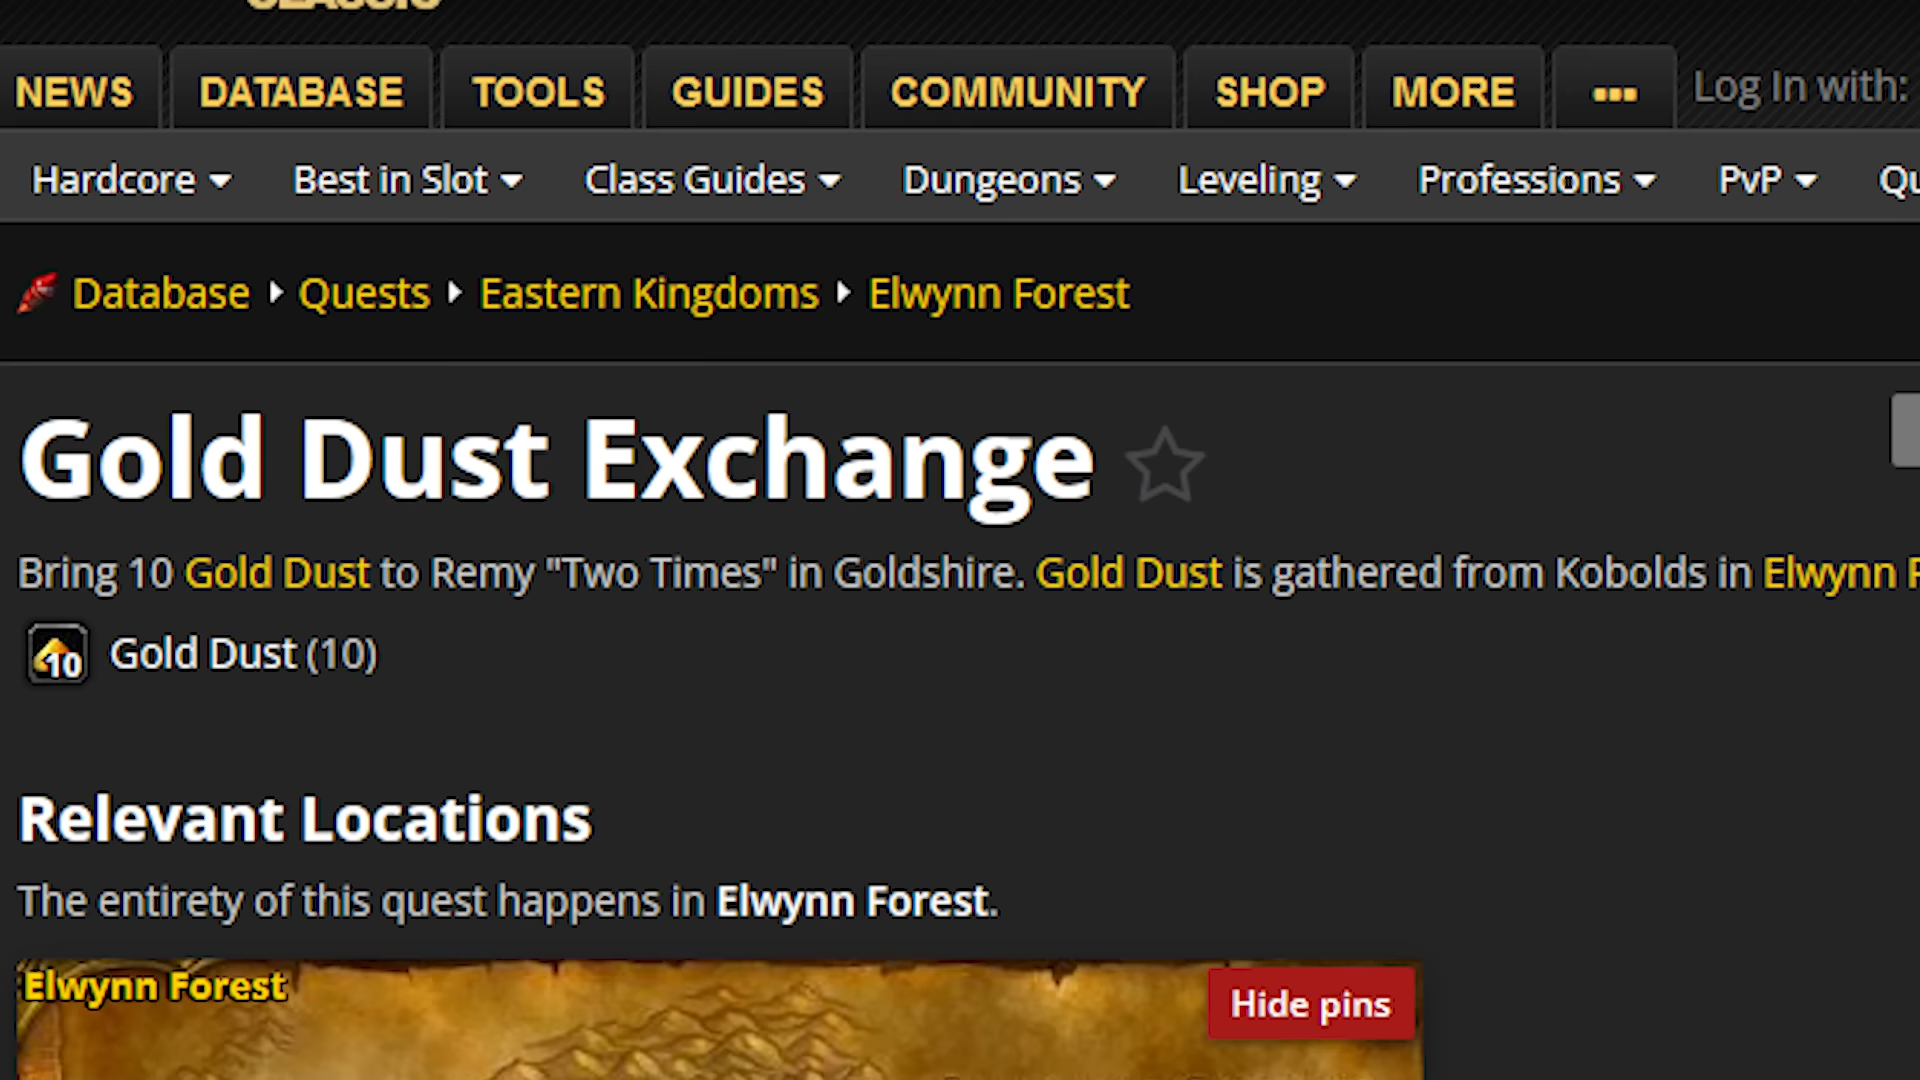 CLASSIC
NEWS DATABASE TOOLS GUIDES COMMUNITY SHOP MORE ... Log In with:
Hardcore Best in Slot Class Guides Dungeons Leveling Professions PvP Qu
Database Quests Eastern Kingdoms Elwynn Forest
Gold Dust Exchange
Bring 10 Gold Dust to Remy "Two Times" in Goldshire. Gold Dust is gathered from Kobolds in Elwynn F
10 Gold Dust (10)
Relevant Locations
The entirety of this quest happens in Elwynn Forest.
Elwynn Forest Hide pins